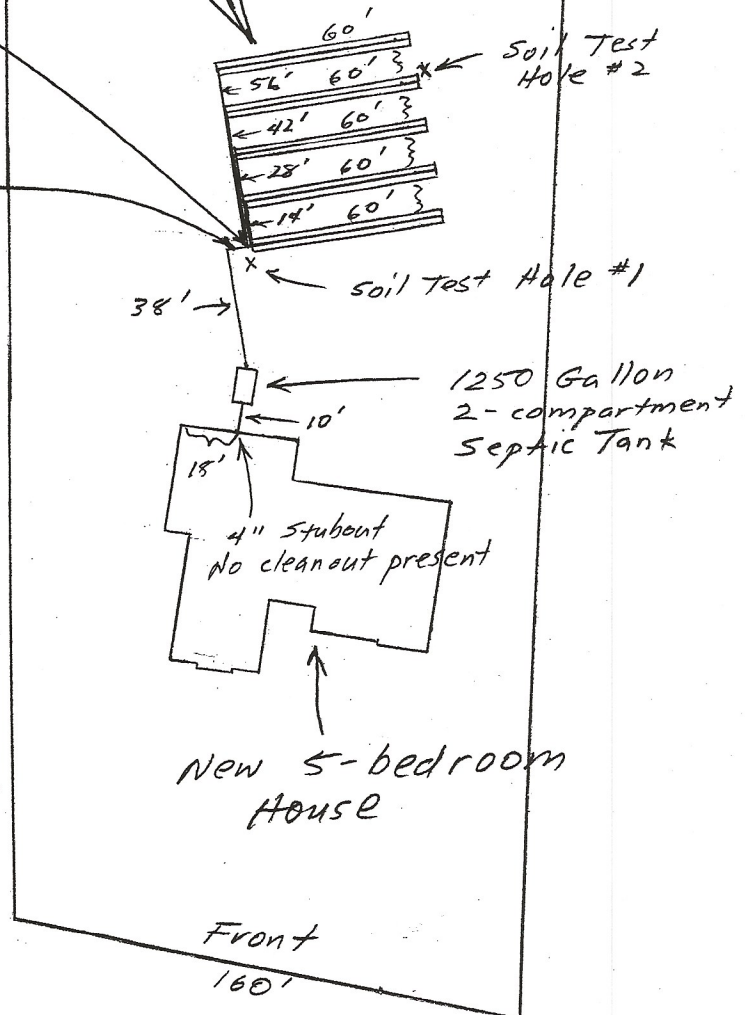 60'
Soil Test
Hole #2
56' 60'
42' 60'
28' 60'
14' 60'
Soil Test Hole #1
38'
1250 Gallon
2-compartment
Septic Tank
10'
18'
4" Stubout
No cleanout present
New 5-bedroom
House
Front
160'